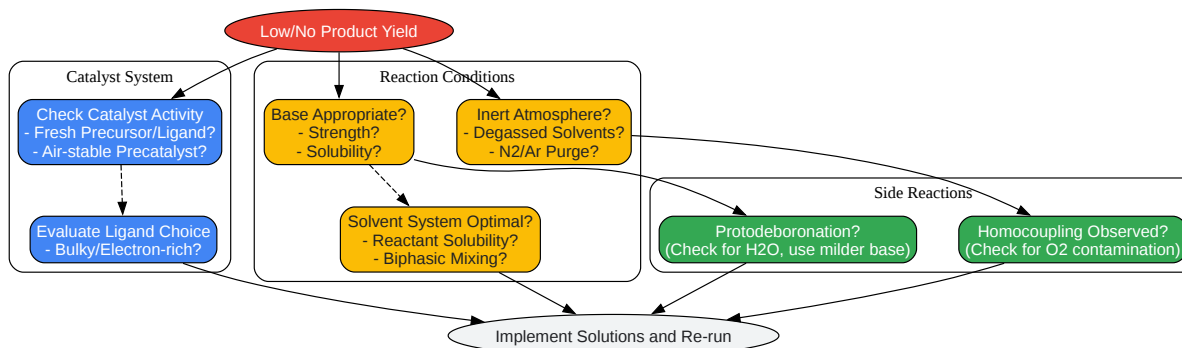 Low/No Product Yield
Catalyst System
Check Catalyst Activity
- Fresh Precursor/Ligand?
- Air-stable Precatalyst?
Evaluate Ligand Choice
- Bulky/Electron-rich?
Reaction Conditions
Base Appropriate?
- Strength?
- Solubility?
Inert Atmosphere?
- Degassed Solvents?
- N2/Ar Purge?
Solvent System Optimal?
- Reactant Solubility?
- Biphasic Mixing?
Side Reactions
Protodeboronation?
(Check for H2O, use milder base)
Homocoupling Observed?
(Check for O2 contamination)
Implement Solutions and Re-run